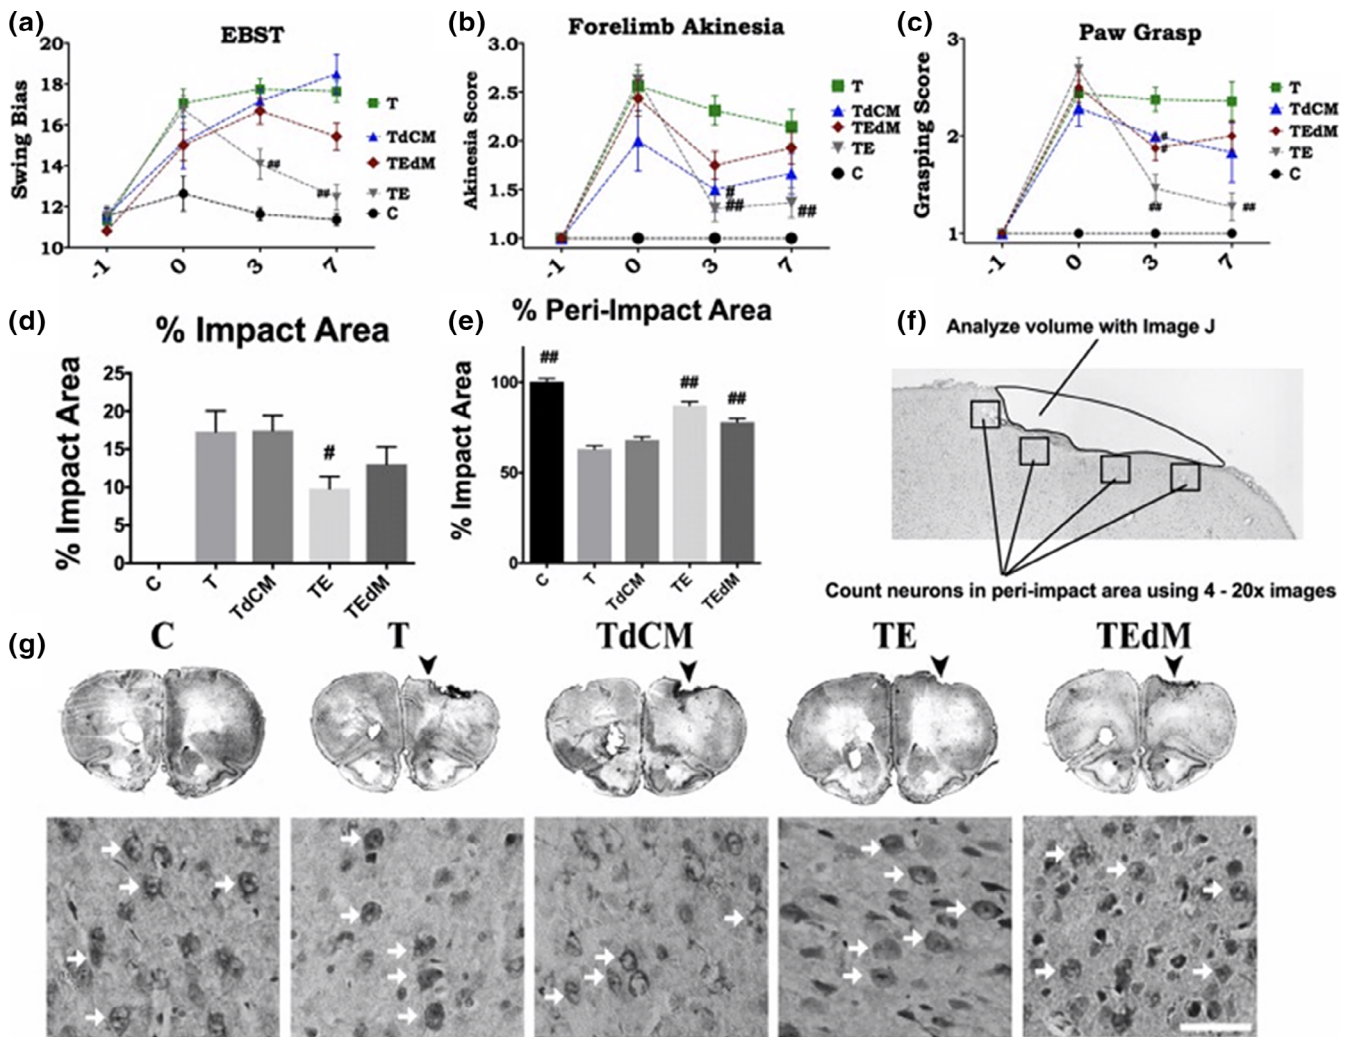 (a)
EBST
Swing Bias
20
18
16
14
12
10
-1
0
3
7
##
##
T
TdCM
TEdM
TE
C
(b)
Forelimb Akinesia
Akinesia Score
3.0
2.5
2.0
1.5
1.0
-1
0
3
7
#
##
##
T
TdCM
TEdM
TE
C
(c)
Paw Grasp
Grasping Score
3
2
1
-1
0
3
7
#
#
##
##
T
TdCM
TEdM
TE
C
(d)
% Impact Area
% Impact Area
25
20
15
10
5
0
#
C
T
TdCM
TE
TEdM
(e)
% Peri-Impact Area
% Impact Area
100
50
0
##
##
##
C
T
TdCM
TE
TEdM
(f)
Analyze volume with Image J
Count neurons in peri-impact area using 4 - 20x images
(g)
C
T
TdCM
TE
TEdM